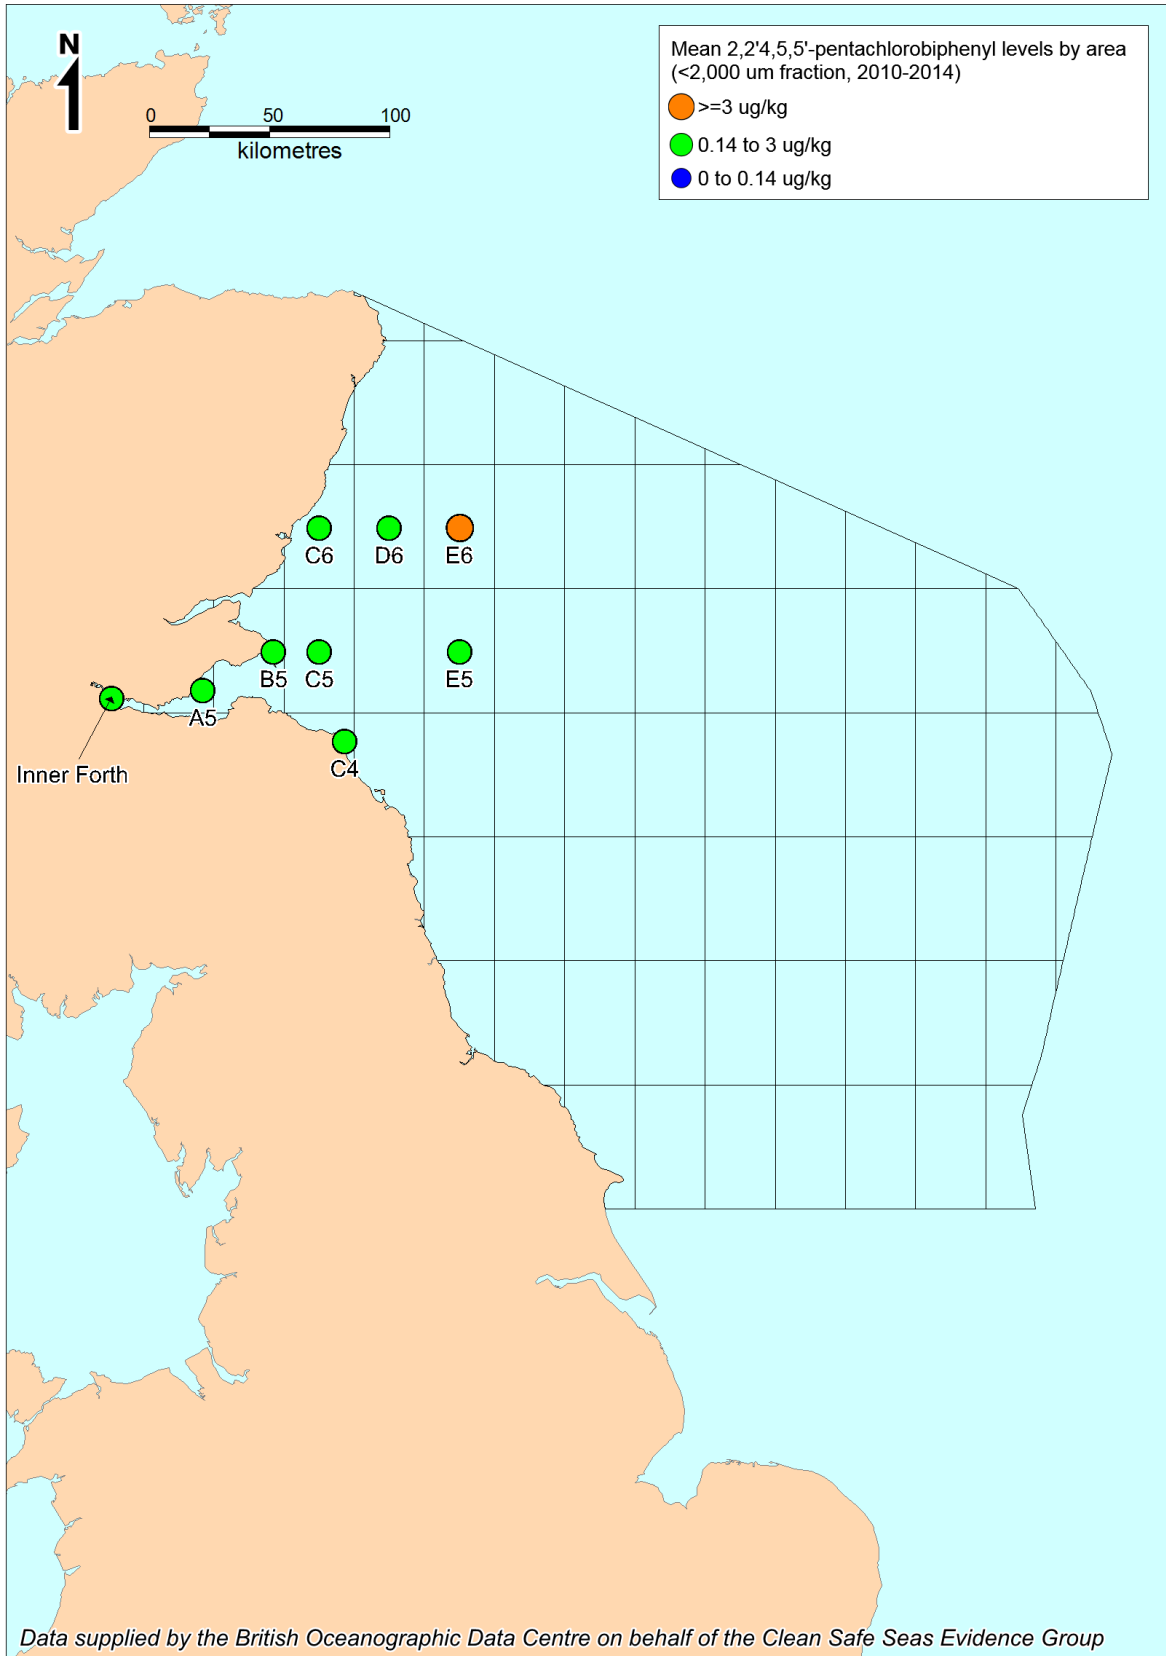 N
0 50 100
kilometres
Mean 2,2'4,5,5'-pentachlorobiphenyl levels by area
(<2,000 um fraction, 2010-2014)
>=3 ug/kg
0.14 to 3 ug/kg
0 to 0.14 ug/kg
C6 D6 E6
B5 C5 E5
A5
C4
Inner Forth
Data supplied by the British Oceanographic Data Centre on behalf of the Clean Safe Seas Evidence Group